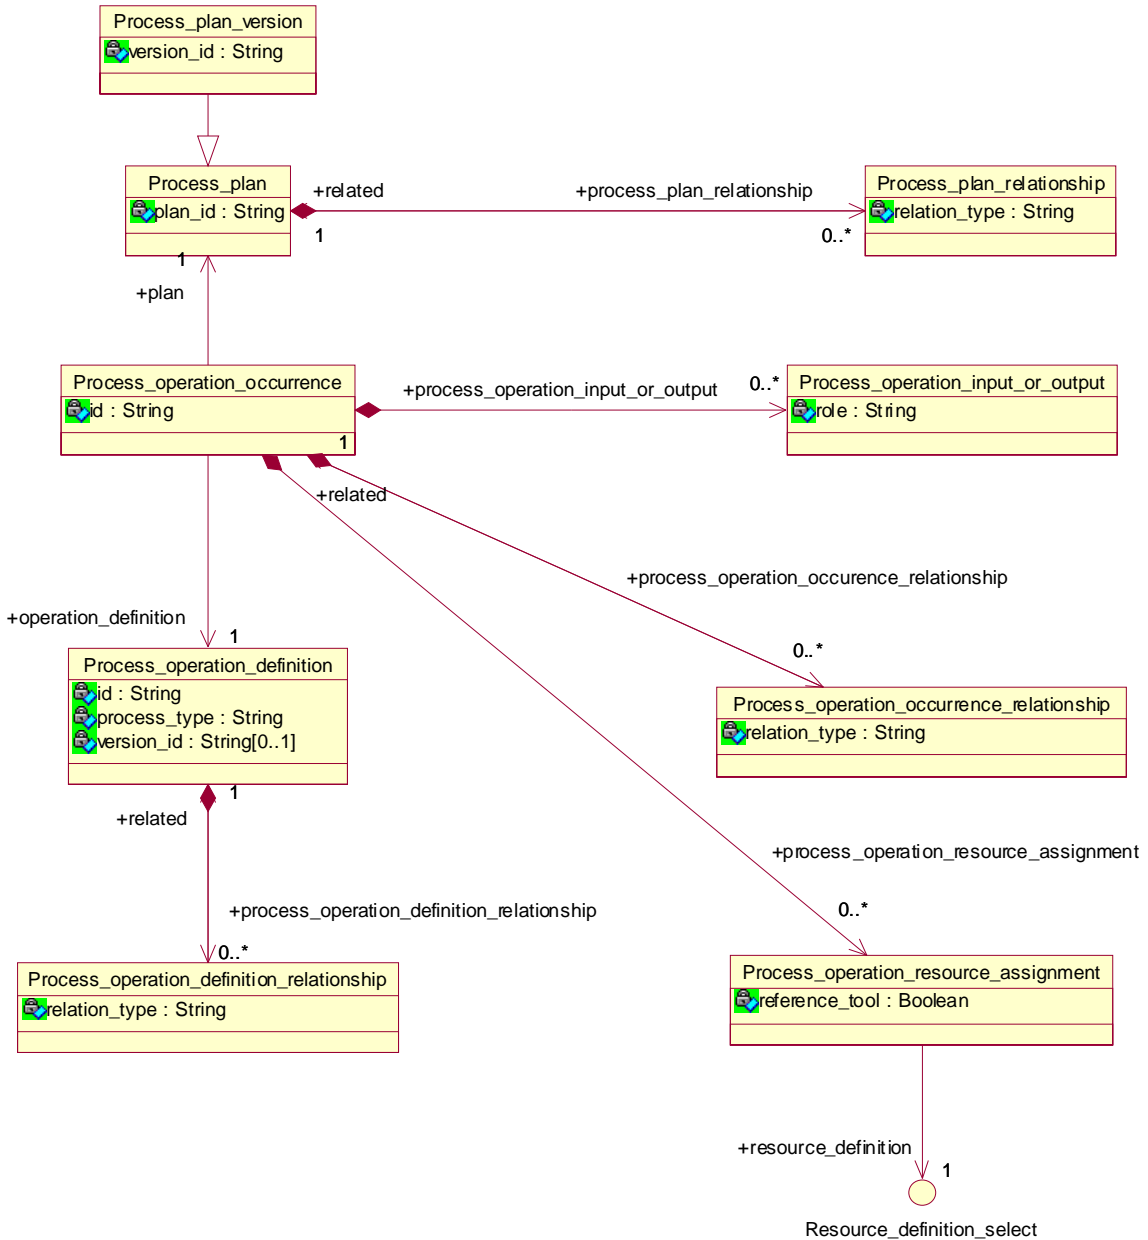 Process_plan_version
version_id : String
Process_plan
plan_id : String
+related
1
+process_plan_relationship
0..*
Process_plan_relationship
relation_type : String
1
+plan
Process_operation_occurrence
id : String
1
+process_operation_input_or_output
0..*
Process_operation_input_or_output
role : String
+related
+process_operation_occurence_relationship
0..*
+operation_definition
1
Process_operation_definition
id : String
process_type : String
version_id : String[0..1]
Process_operation_occurrence_relationship
relation_type : String
1
+related
+process_operation_resource_assignment
0..*
+process_operation_definition_relationship
0..*
Process_operation_definition_relationship
relation_type : String
Process_operation_resource_assignment
reference_tool : Boolean
+resource_definition
1
Resource_definition_select